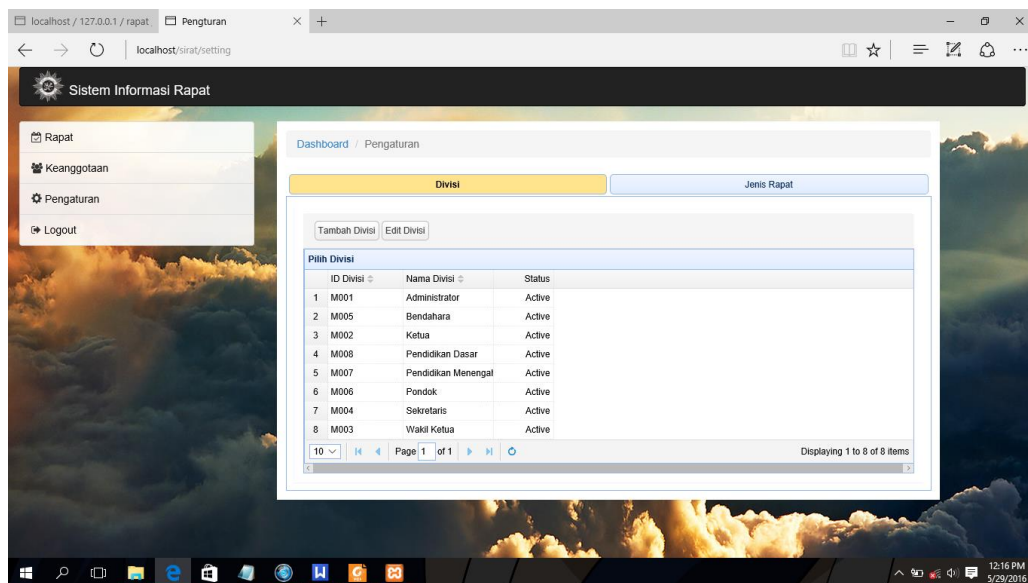 localhost / 127.0.0.1 / rapat
Pengturan
localhost/sirat/setting
Sistem Informasi Rapat
Rapat
Keanggotaan
Pengaturan
Logout
Dashboard / Pengaturan
Divisi
Jenis Rapat
Tambah Divisi
Edit Divisi
Pilih Divisi
ID Divisi Nama Divisi Status
1 M001 Administrator Active
2 M005 Bendahara Active
3 M002 Ketua Active
4 M008 Pendidikan Dasar Active
5 M007 Pendidikan Menengah Active
6 M006 Pondok Active
7 M004 Sekretaris Active
8 M003 Wakil Ketua Active
10 Page 1 of 1 Displaying 1 to 8 of 8 items
12:16 PM